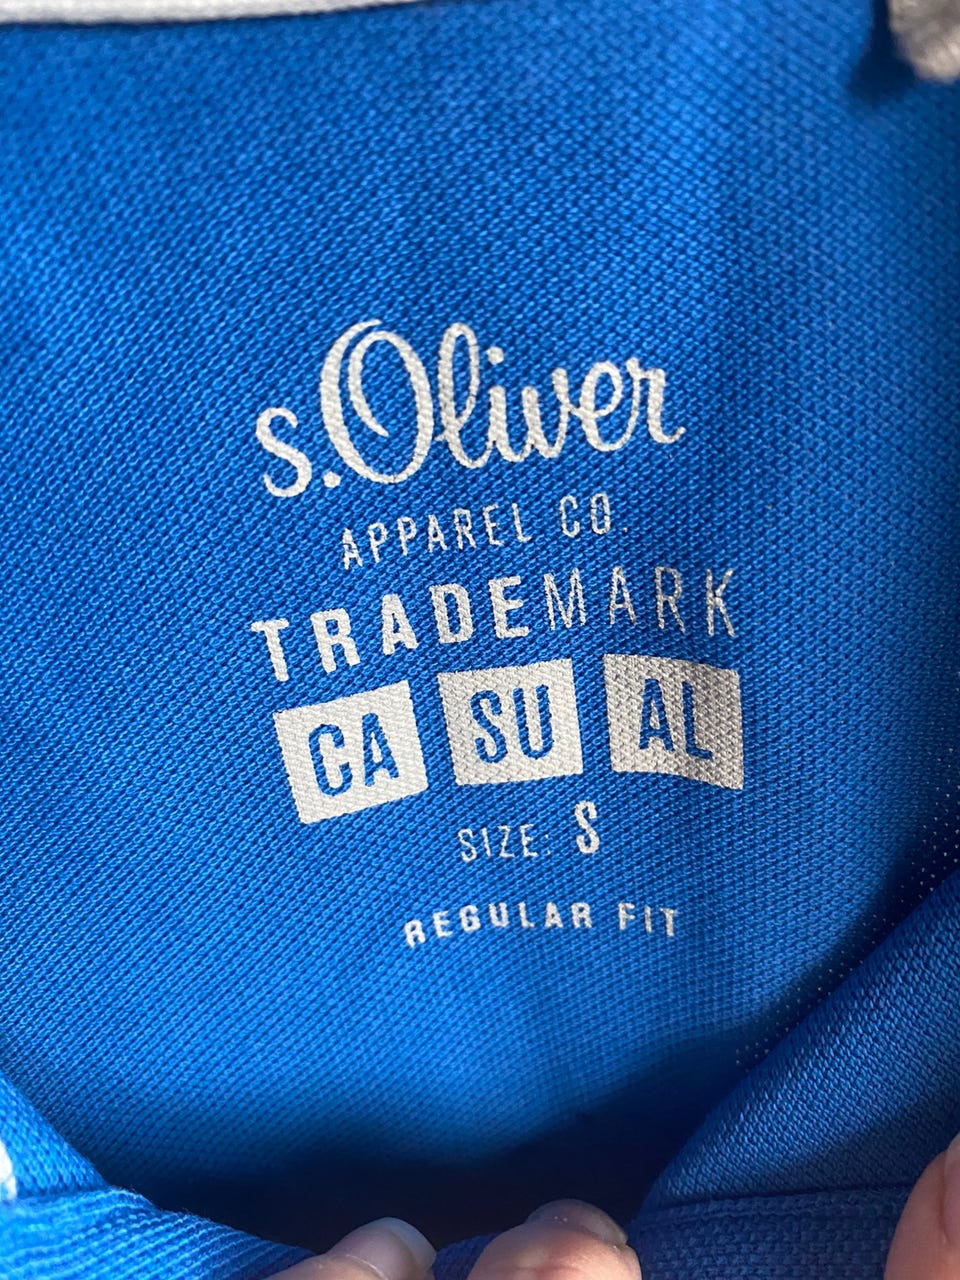 s.Oliver
APPAREL CO.
TRADEMARK
CA SU AL
SIZE: S
REGULAR FIT